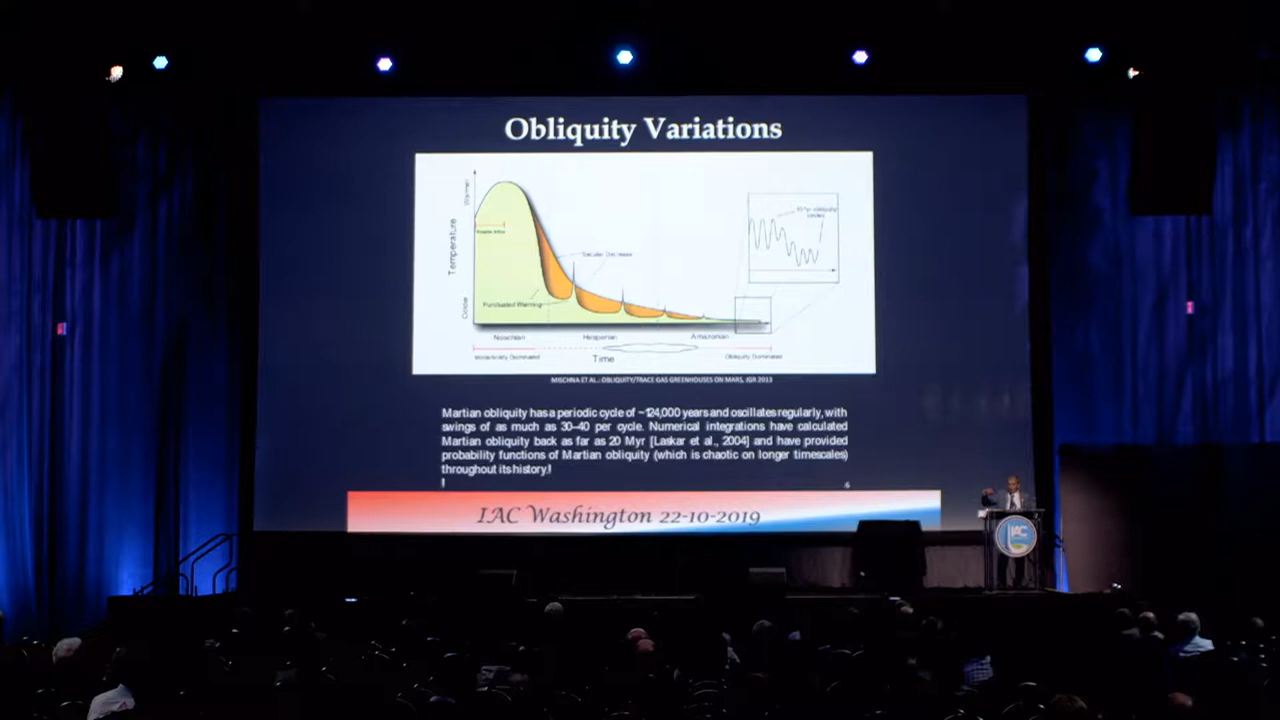 Obliquity Variations
Warmer
Temperature
Colder
Secular Decrease
Punctuated Warming
Noachian
Hesperian
Amazonian
Time
Obliquity Dominated
MISCHNA ET AL.: OBLIQUITY/TRACE GAS GREENHOUSES ON MARS, JGR 2013
Martian obliquity has a periodic cycle of ~124,000 years and oscillates regularly, with
swings of as much as 30–40 per cycle. Numerical integrations have calculated
Martian obliquity back as far as 20 Myr [Laskar et al., 2004] and have provided
probability functions of Martian obliquity (which is chaotic on longer timescales)
throughout its history.
6
IAC Washington 22-10-2019
IAC